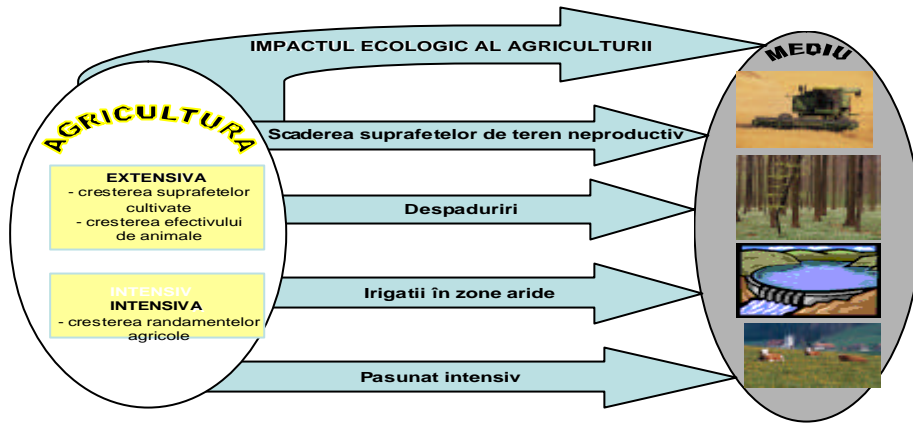 IMPACTUL ECOLOGIC AL AGRICULTURII
MEDIU
AGRICULTURA
Scaderea suprafetelor de teren neproductiv
EXTENSIVA
- cresterea suprafetelor
cultivate
- cresterea efectivului
de animale
Despaduriri
INTENSIV
INTENSIVA
- cresterea randamentelor
agricole
Irigatii în zone aride
Pasunat intensiv